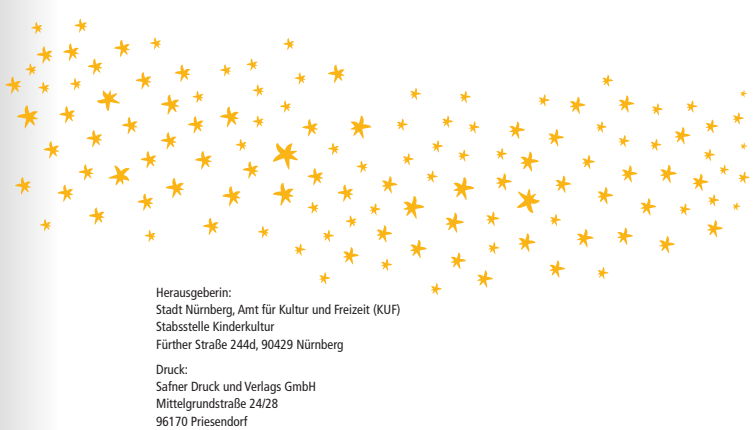 Herausgeberin:
Stadt Nürnberg, Amt für Kultur und Freizeit (KUF)
Stabsstelle Kinderkultur
Fürther Straße 244d, 90429 Nürnberg
Druck:
Safner Druck und Verlags GmbH
Mittelgrundstraße 24/28
96170 Priesendorf